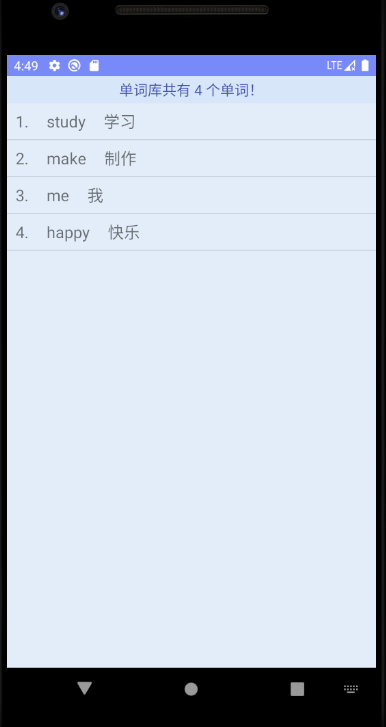 4:49 LTE
单词库共有 4 个单词!
1. study 学习
2. make 制作
3. me 我
4. happy 快乐